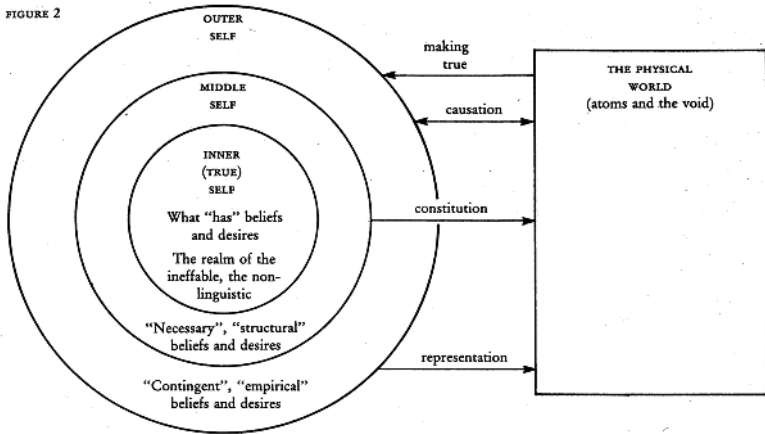 FIGURE 2
OUTER
SELF
MIDDLE
SELF
INNER
(TRUE)
SELF
What "has" beliefs
and desires
The realm of the
ineffable, the non-
linguistic
"Necessary", "structural"
beliefs and desires
"Contingent", "empirical"
beliefs and desires
making
true
causation
constitution
representation
THE PHYSICAL
WORLD
(atoms and the void)